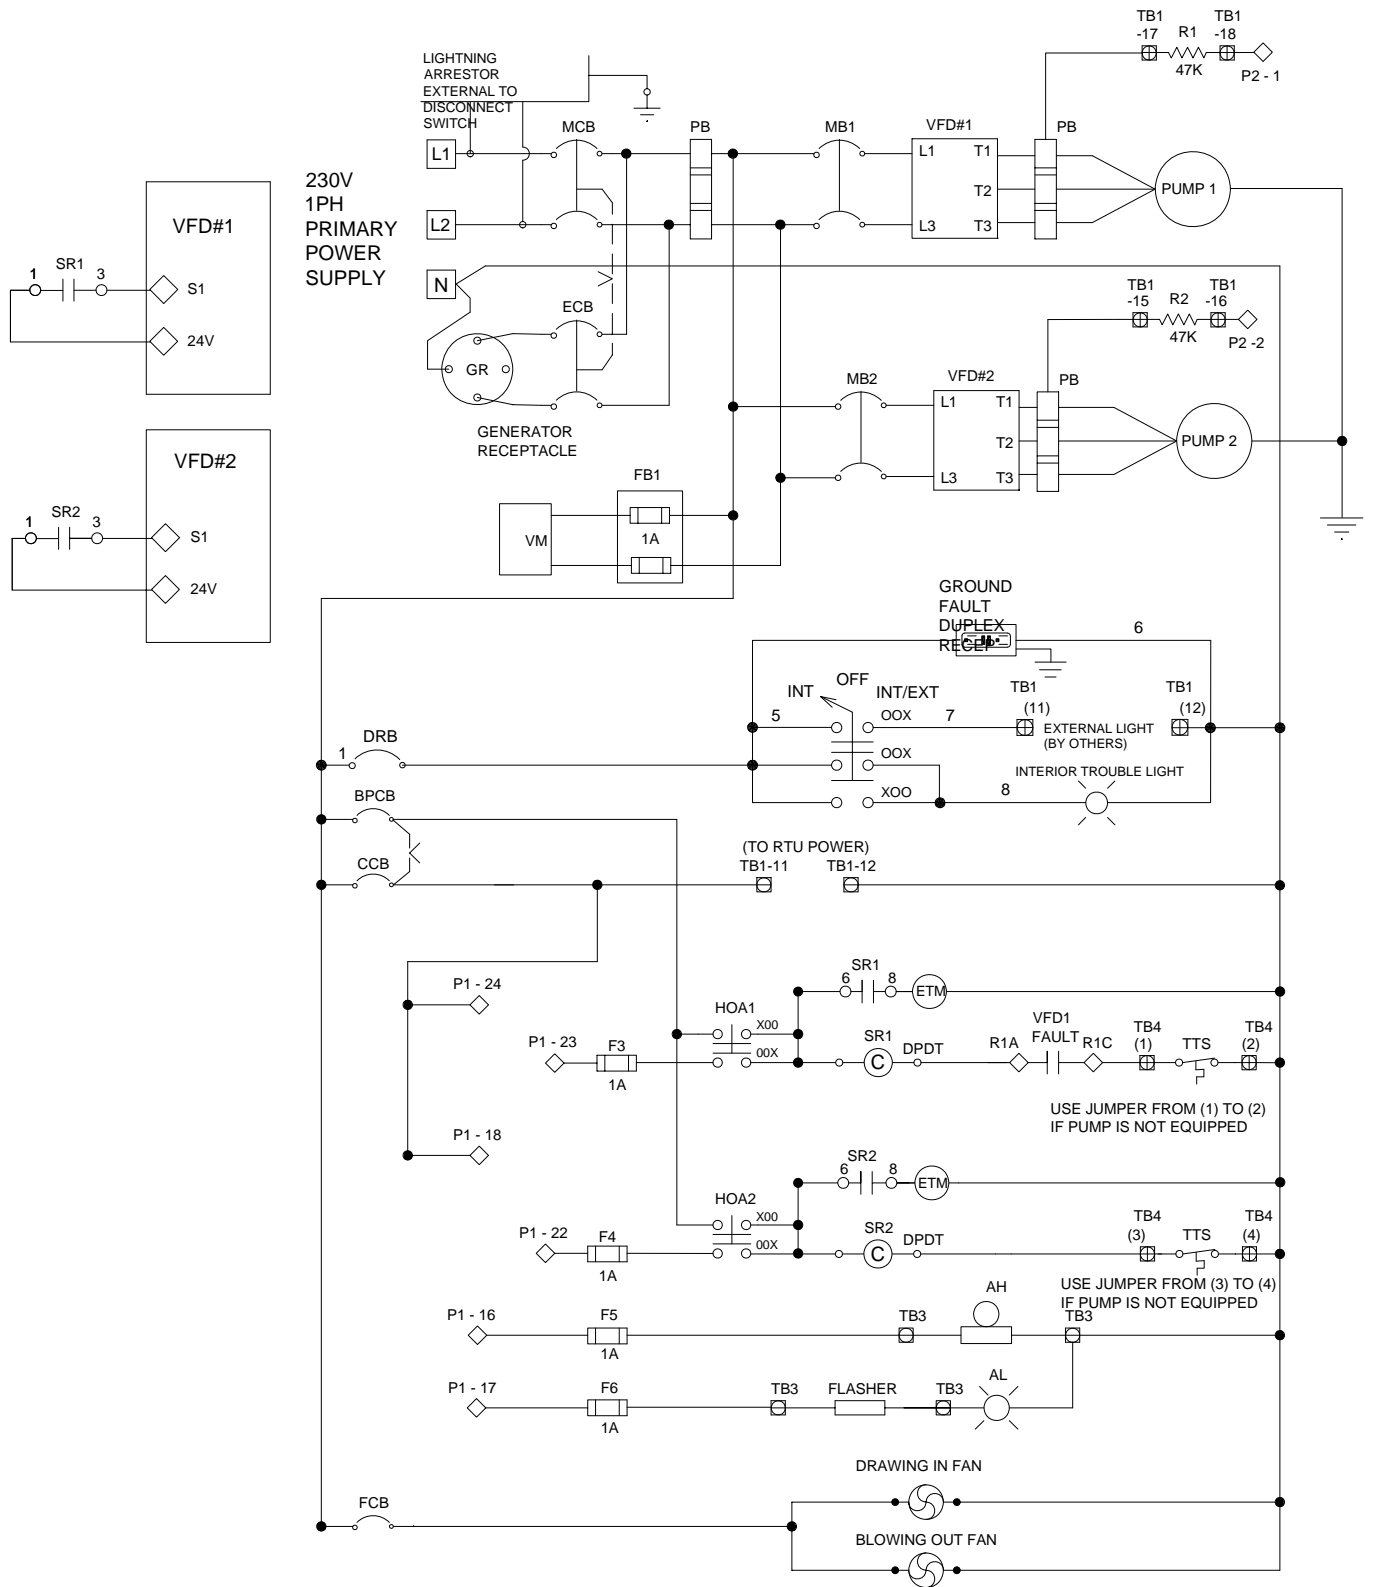 TB1
-17
R1
TB1
-18
47K
P2 - 1
LIGHTNING
ARRESTOR
EXTERNAL TO
DISCONNECT
SWITCH
MCB
PB
MB1
VFD#1
PB
L1
L1
T1
T2
PUMP 1
L2
L3
T3
N
230V
1PH
PRIMARY
POWER
SUPPLY
VFD#1
SR1
1
3
S1
24V
ECB
GR
GENERATOR
RECEPTACLE
TB1
-15
R2
TB1
-16
47K
P2 -2
MB2
VFD#2
PB
L1
T1
T2
PUMP 2
L3
T3
VFD#2
SR2
1
3
S1
24V
FB1
VM
1A
GROUND
FAULT
DUPLEX
RECEP
6
INT
OFF
INT/EXT
TB1
(11)
TB1
(12)
5
OOX
7
EXTERNAL LIGHT
(BY OTHERS)
DRB
1
OOX
INTERIOR TROUBLE LIGHT
XOO
8
BPCB
CCB
(TO RTU POWER)
TB1-11
TB1-12
P1 - 24
SR1
6
8
ETM
HOA1
X00
00X
P1 - 23
F3
1A
SR1
C
DPDT
R1A
VFD1
FAULT
R1C
TB4
(1)
TTS
TB4
(2)
USE JUMPER FROM (1) TO (2)
IF PUMP IS NOT EQUIPPED
P1 - 18
SR2
6
8
ETM
HOA2
X00
00X
P1 - 22
F4
1A
SR2
C
DPDT
TB4
(3)
TTS
TB4
(4)
USE JUMPER FROM (3) TO (4)
IF PUMP IS NOT EQUIPPED
P1 - 16
F5
1A
TB3
AH
TB3
P1 - 17
F6
1A
TB3
FLASHER
TB3
AL
DRAWING IN FAN
FCB
BLOWING OUT FAN